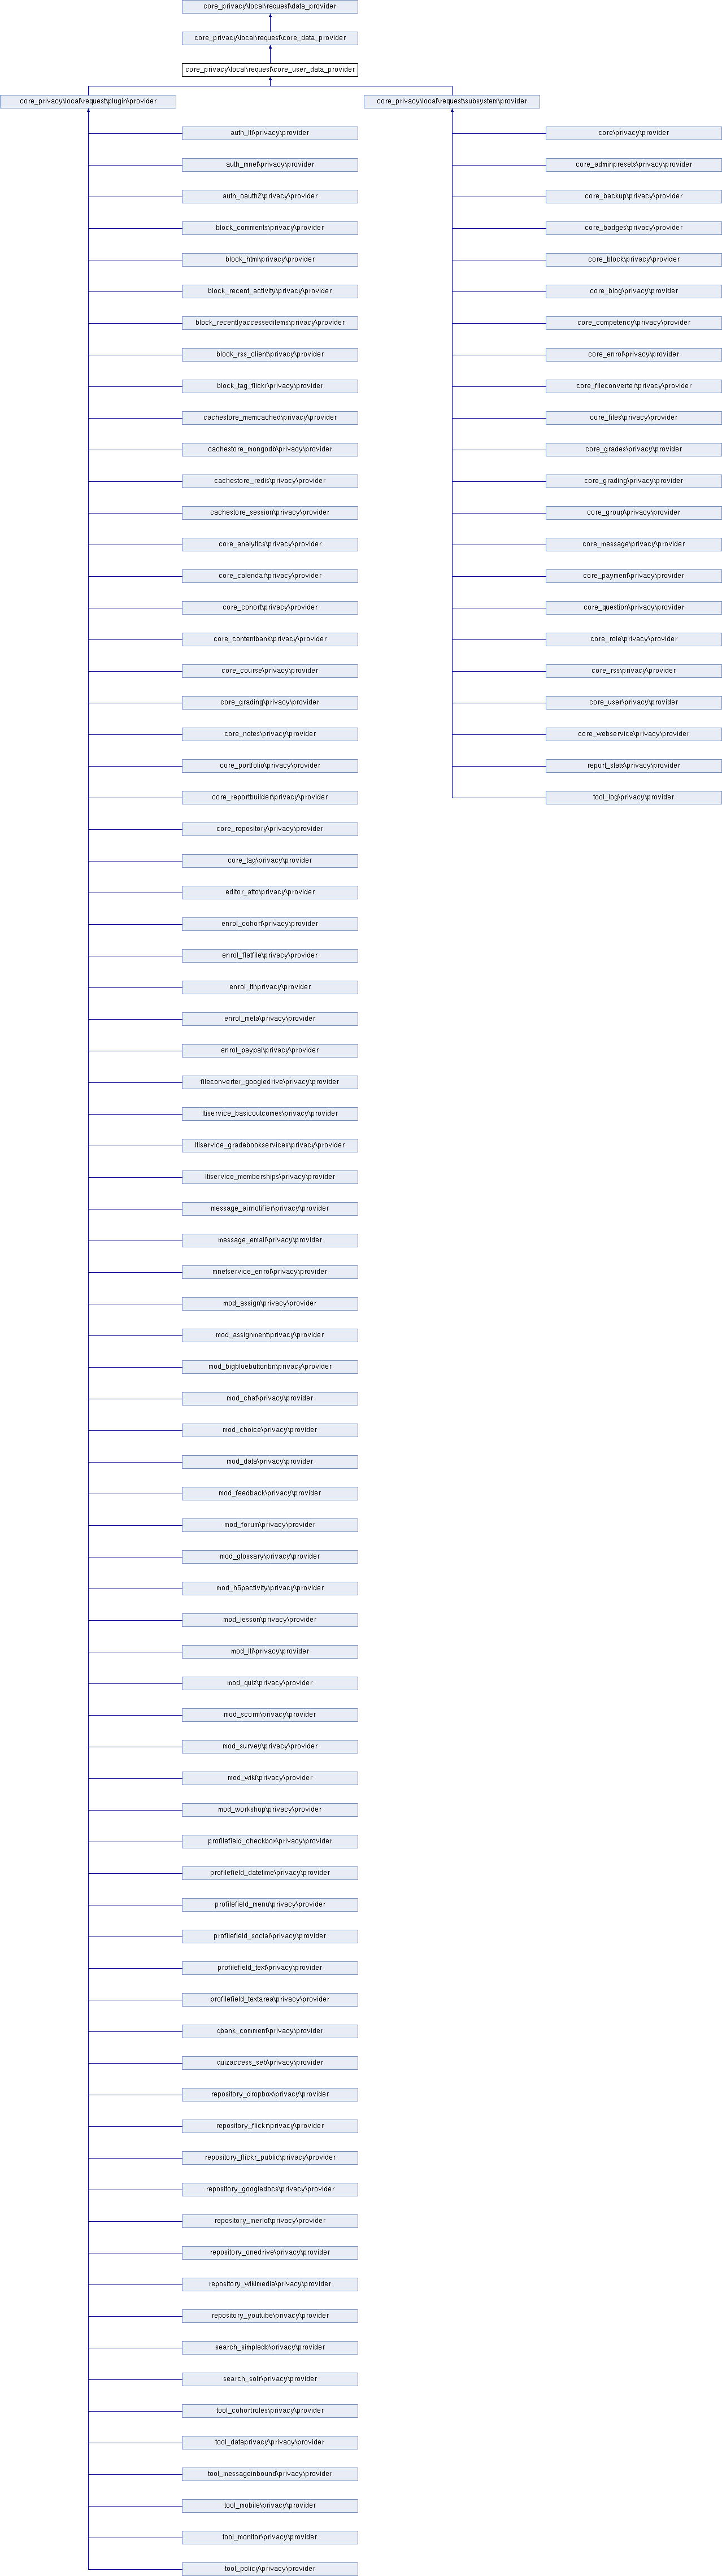 core_privacy\local\request\data_provider
core_privacy\local\request\core_data_provider
core_privacy\local\request\core_user_data_provider
core_privacy\local\request\plugin\provider
core_privacy\local\request\subsystem\provider
auth_lti\privacy\provider
core\privacy\provider
auth_mnet\privacy\provider
core_adminpresets\privacy\provider
auth_oauth2\privacy\provider
core_backup\privacy\provider
block_comments\privacy\provider
core_badges\privacy\provider
block_html\privacy\provider
core_block\privacy\provider
block_recent_activity\privacy\provider
core_blog\privacy\provider
block_recentlyaccesseditems\privacy\provider
core_competency\privacy\provider
block_rss_client\privacy\provider
core_enrol\privacy\provider
block_tag_flickr\privacy\provider
core_fileconverter\privacy\provider
cachestore_memcached\privacy\provider
core_files\privacy\provider
cachestore_mongodb\privacy\provider
core_grades\privacy\provider
cachestore_redis\privacy\provider
core_grading\privacy\provider
cachestore_session\privacy\provider
core_group\privacy\provider
core_analytics\privacy\provider
core_message\privacy\provider
core_calendar\privacy\provider
core_payment\privacy\provider
core_cohort\privacy\provider
core_question\privacy\provider
core_contentbank\privacy\provider
core_role\privacy\provider
core_course\privacy\provider
core_rss\privacy\provider
core_grading\privacy\provider
core_user\privacy\provider
core_notes\privacy\provider
core_webservice\privacy\provider
core_portfolio\privacy\provider
report_stats\privacy\provider
core_reportbuilder\privacy\provider
tool_log\privacy\provider
core_repository\privacy\provider
core_tag\privacy\provider
editor_atto\privacy\provider
enrol_cohort\privacy\provider
enrol_flatfile\privacy\provider
enrol_lti\privacy\provider
enrol_meta\privacy\provider
enrol_paypal\privacy\provider
fileconverter_googledrive\privacy\provider
ltiservice_basicoutcomes\privacy\provider
ltiservice_gradebookservices\privacy\provider
ltiservice_memberships\privacy\provider
message_airnotifier\privacy\provider
message_email\privacy\provider
mnetservice_enrol\privacy\provider
mod_assign\privacy\provider
mod_assignment\privacy\provider
mod_bigbluebuttonbn\privacy\provider
mod_chat\privacy\provider
mod_choice\privacy\provider
mod_data\privacy\provider
mod_feedback\privacy\provider
mod_forum\privacy\provider
mod_glossary\privacy\provider
mod_h5pactivity\privacy\provider
mod_lesson\privacy\provider
mod_lti\privacy\provider
mod_quiz\privacy\provider
mod_scorm\privacy\provider
mod_survey\privacy\provider
mod_wiki\privacy\provider
mod_workshop\privacy\provider
profilefield_checkbox\privacy\provider
profilefield_datetime\privacy\provider
profilefield_menu\privacy\provider
profilefield_social\privacy\provider
profilefield_text\privacy\provider
profilefield_textarea\privacy\provider
qbank_comment\privacy\provider
quizaccess_seb\privacy\provider
repository_dropbox\privacy\provider
repository_flickr\privacy\provider
repository_flickr_public\privacy\provider
repository_googledocs\privacy\provider
repository_merlot\privacy\provider
repository_onedrive\privacy\provider
repository_wikimedia\privacy\provider
repository_youtube\privacy\provider
search_simpledb\privacy\provider
search_solr\privacy\provider
tool_cohortroles\privacy\provider
tool_dataprivacy\privacy\provider
tool_messageinbound\privacy\provider
tool_mobile\privacy\provider
tool_monitor\privacy\provider
tool_policy\privacy\provider